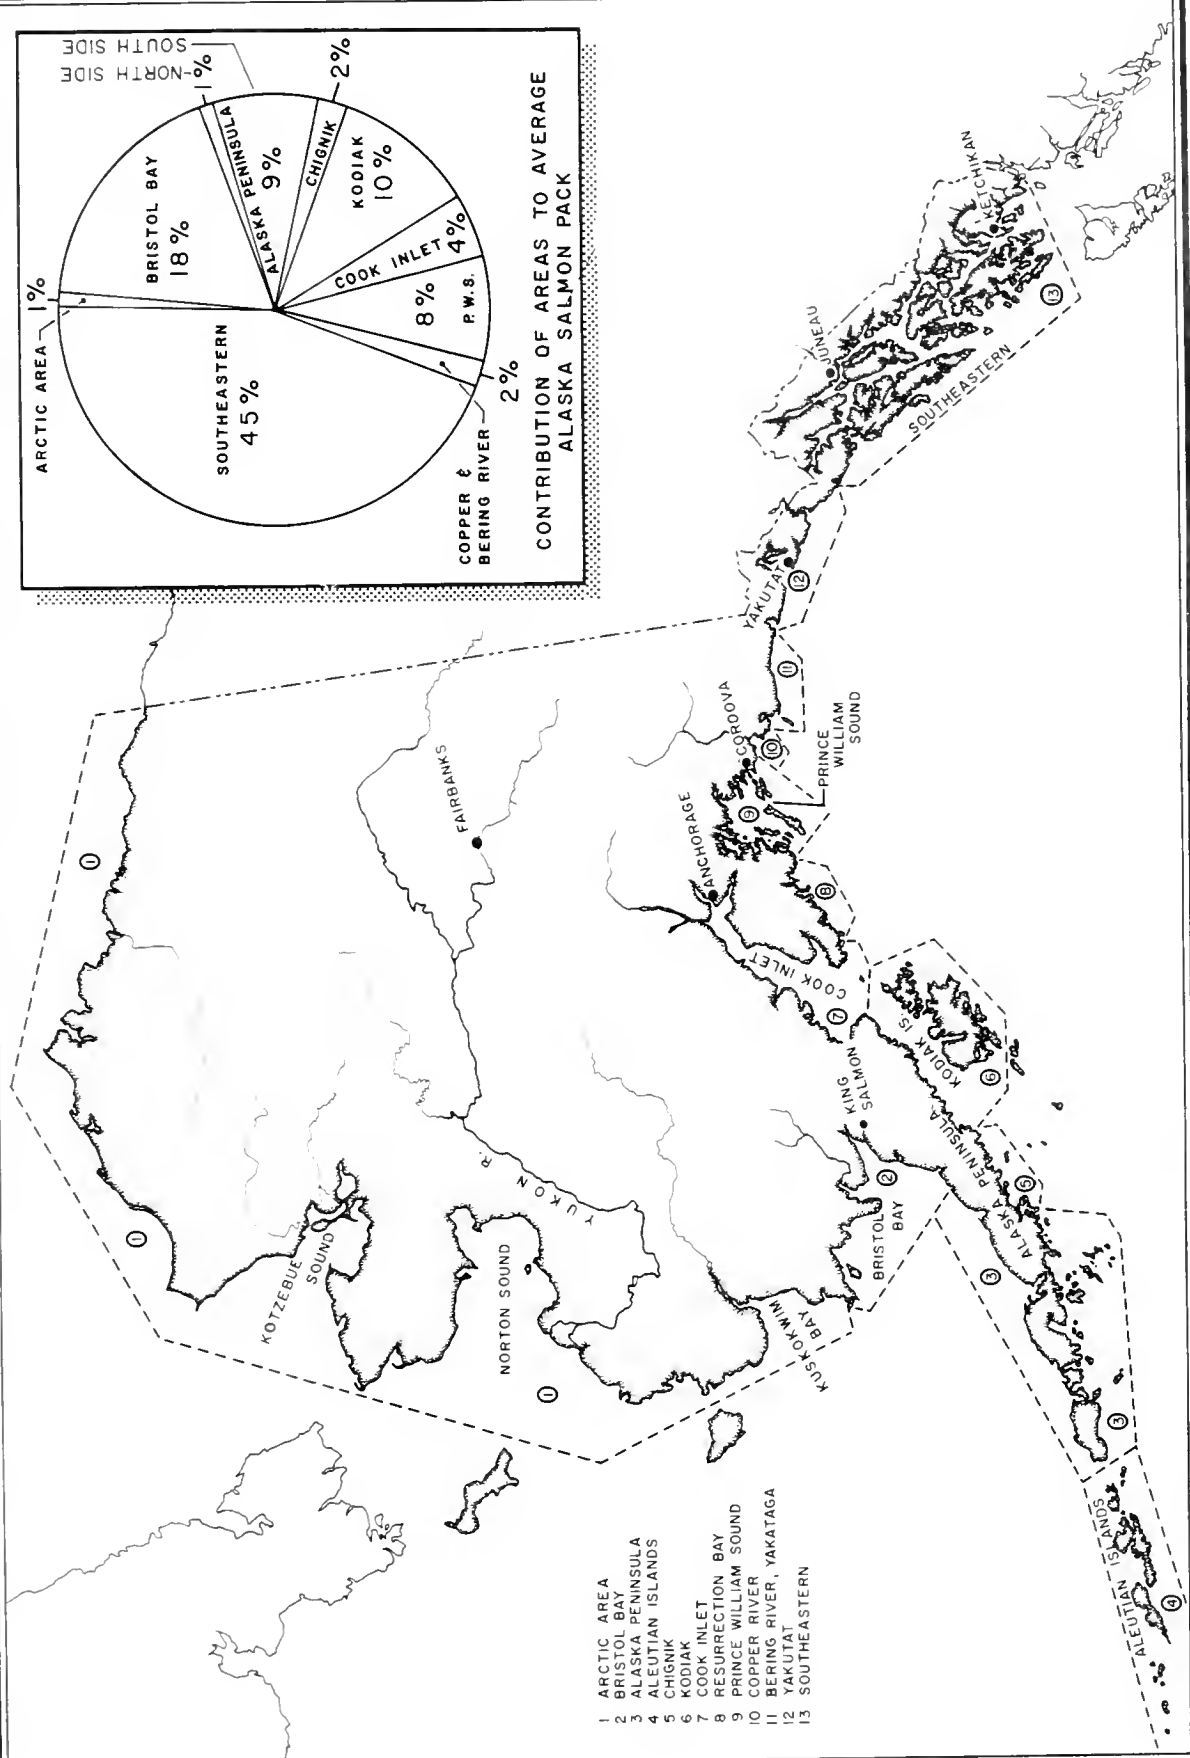 ARCTIC AREA
1%
BRISTOL BAY
18%
1%
NORTH SIDE
SOUTH SIDE
ALASKA PENINSULA
9%
CHIGNIK
2%
KODIAK
10%
COOK INLET 4%
8%
P.W.S.
2%
COPPER &
BERING RIVER
SOUTHEASTERN
45%
CONTRIBUTION OF AREAS TO AVERAGE
ALASKA SALMON PACK
1
1
1
KOTZEBUE
SOUND
NORTON SOUND
YUKON R.
FAIRBANKS
KUSKOKWIM
BAY
BRISTOL
BAY
2
KING
SALMON
ANCHORAGE
COOK INLET
7
8
9
CORDOVA
10
PRINCE
WILLIAM
SOUND
11
YAKUTAT
12
JUNEAU
SOUTHEASTERN
KETCHIKAN
13
KODIAK IS.
6
ALASKA PENINSULA
5
3
3
ALEUTIAN ISLANDS
4
1 ARCTIC AREA
2 BRISTOL BAY
3 ALASKA PENINSULA
4 ALEUTIAN ISLANDS
5 CHIGNIK
6 KODIAK
7 COOK INLET
8 RESURRECTION BAY
9 PRINCE WILLIAM SOUND
10 COPPER RIVER
11 BERING RIVER, YAKATAGA
12 YAKUTAT
13 SOUTHEASTERN